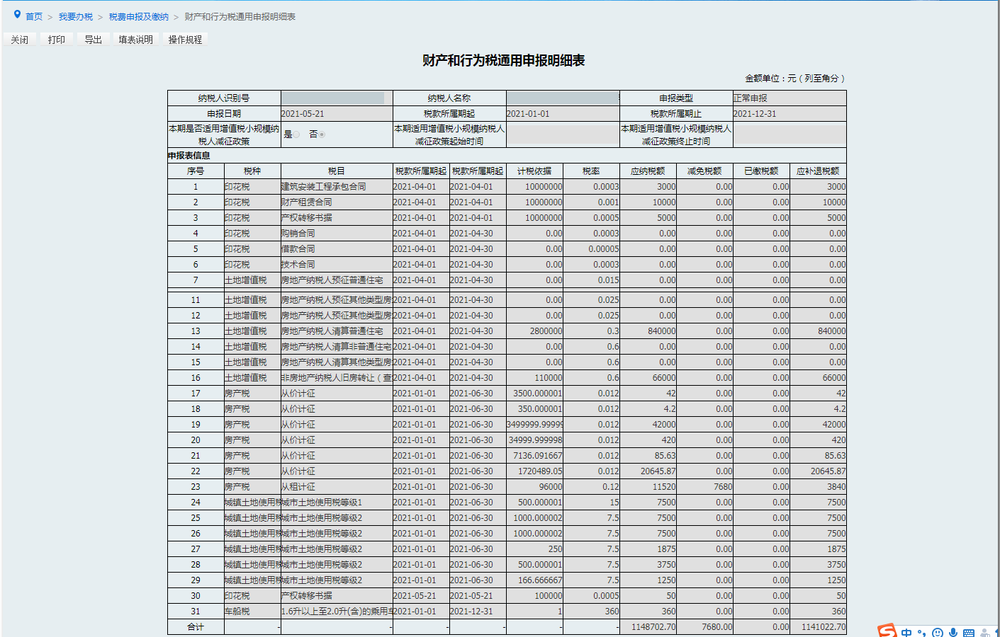 首页 > 我要办税 > 税费申报及缴纳 > 财产和行为税通用申报明细表
关闭 打印 导出 填表说明 操作规程
财产和行为税通用申报明细表
金额单位：元（列至角分）
纳税人识别号 纳税人名称 申报类型 正常申报
申报日期 2021-05-21 税款所属期起 2021-01-01 税款所属期止 2021-12-31
本期是否适用增值税小规模纳税人减征政策 是 否 本期适用增值税小规模纳税人减征政策起始时间 本期适用增值税小规模纳税人减征政策终止时间
申报表信息
序号 税种 税目 税款所属期起 税款所属期起 计税依据 税率 应纳税额 减免税额 已缴税额 应补退税额
1 印花税 建筑安装工程承包合同 2021-04-01 2021-04-01 10000000 0.0003 3000 0.00 0.00 3000
2 印花税 财产租赁合同 2021-04-01 2021-04-01 10000000 0.001 10000 0.00 0.00 10000
3 印花税 产权转移书据 2021-04-01 2021-04-01 10000000 0.0005 5000 0.00 0.00 5000
4 印花税 购销合同 2021-04-01 2021-04-30 0.00 0.0003 0.00 0.00 0.00 0.00
5 印花税 借款合同 2021-04-01 2021-04-30 0.00 0.00005 0.00 0.00 0.00 0.00
6 印花税 技术合同 2021-04-01 2021-04-30 0.00 0.0003 0.00 0.00 0.00 0.00
7 土地增值税 房地产纳税人预征普通住宅 2021-04-01 2021-04-30 0.00 0.015 0.00 0.00 0.00 0.00
11 土地增值税 房地产纳税人预征其他类型房 2021-04-01 2021-04-30 0.00 0.025 0.00 0.00 0.00 0.00
12 土地增值税 房地产纳税人预征其他类型房 2021-04-01 2021-04-30 0.00 0.025 0.00 0.00 0.00 0.00
13 土地增值税 房地产纳税人清算普通住宅 2021-04-01 2021-04-30 2800000 0.3 840000 0.00 0.00 840000
14 土地增值税 房地产纳税人清算非普通住宅 2021-04-01 2021-04-30 0.00 0.6 0.00 0.00 0.00 0.00
15 土地增值税 房地产纳税人清算其他类型房 2021-04-01 2021-04-30 0.00 0.6 0.00 0.00 0.00 0.00
16 土地增值税 非房地产纳税人旧房转让（查 2021-04-01 2021-04-30 110000 0.6 66000 0.00 0.00 66000
17 房产税 从价计征 2021-01-01 2021-06-30 3500.000001 0.012 42 0.00 0.00 42
18 房产税 从价计征 2021-01-01 2021-06-30 350.000001 0.012 4.2 0.00 0.00 4.2
19 房产税 从价计征 2021-01-01 2021-06-30 3499999.99999 0.012 42000 0.00 0.00 42000
20 房产税 从价计征 2021-01-01 2021-06-30 34999.999998 0.012 420 0.00 0.00 420
21 房产税 从价计征 2021-01-01 2021-06-30 7136.091667 0.012 85.63 0.00 0.00 85.63
22 房产税 从价计征 2021-01-01 2021-06-30 1720489.05 0.012 20645.87 0.00 0.00 20645.87
23 房产税 从租计征 2021-01-01 2021-06-30 96000 0.12 11520 7680 0.00 3840
24 城镇土地使用税 城市土地使用税等级1 2021-01-01 2021-06-30 500.000001 15 7500 0.00 0.00 7500
25 城镇土地使用税 城市土地使用税等级2 2021-01-01 2021-06-30 1000.000002 7.5 7500 0.00 0.00 7500
26 城镇土地使用税 城市土地使用税等级2 2021-01-01 2021-06-30 1000.000002 7.5 7500 0.00 0.00 7500
27 城镇土地使用税 城市土地使用税等级2 2021-01-01 2021-06-30 250 7.5 1875 0.00 0.00 1875
28 城镇土地使用税 城市土地使用税等级2 2021-01-01 2021-06-30 500.000001 7.5 3750 0.00 0.00 3750
29 城镇土地使用税 城市土地使用税等级2 2021-01-01 2021-06-30 166.666667 7.5 1250 0.00 0.00 1250
30 印花税 产权转移书据 2021-05-21 2021-05-21 100000 0.0005 50 0.00 0.00 50
31 车船税 1.6升以上至2.0升(含)的乘用车 2021-01-01 2021-12-31 1 360 360 0.00 0.00 360
合计 - - - - - - 1148702.70 7680.00 0.00 1141022.70
中